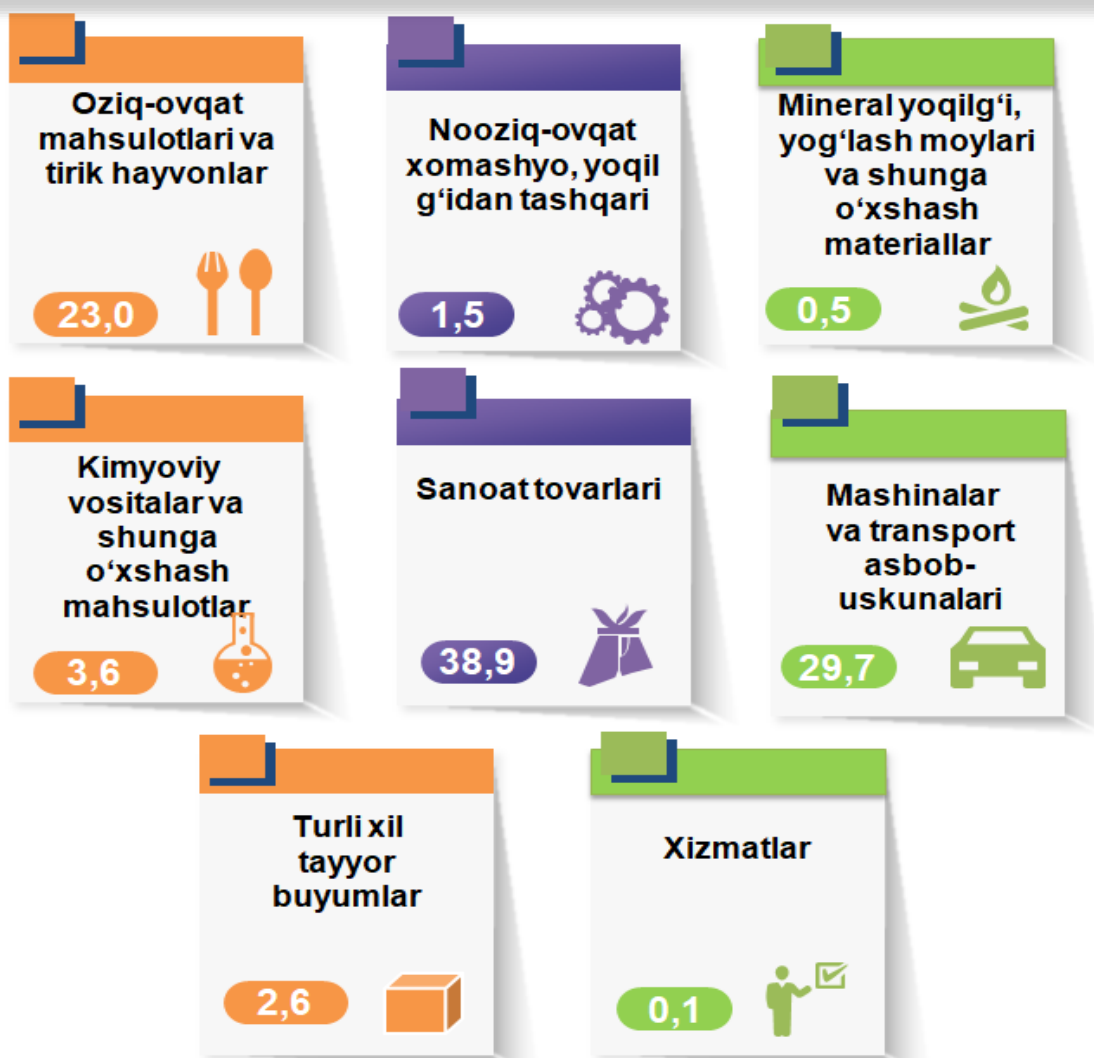 Oziq-ovqat
mahsulotlari va
tirik hayvonlar
23,0
Nooziq-ovqat
xomashyo, yoqil
g‘idan tashqari
1,5
Mineral yoqilg‘i,
yog‘lash moylari
va shunga
o‘xshash
materiallar
0,5
Kimyoviy
vositalar va
shunga
o‘xshash
mahsulotlar
3,6
Sanoat tovarlari
38,9
Mashinalar
va transport
asbob-
uskunalari
29,7
Turli xil
tayyor
buyumlar
2,6
Xizmatlar
0,1